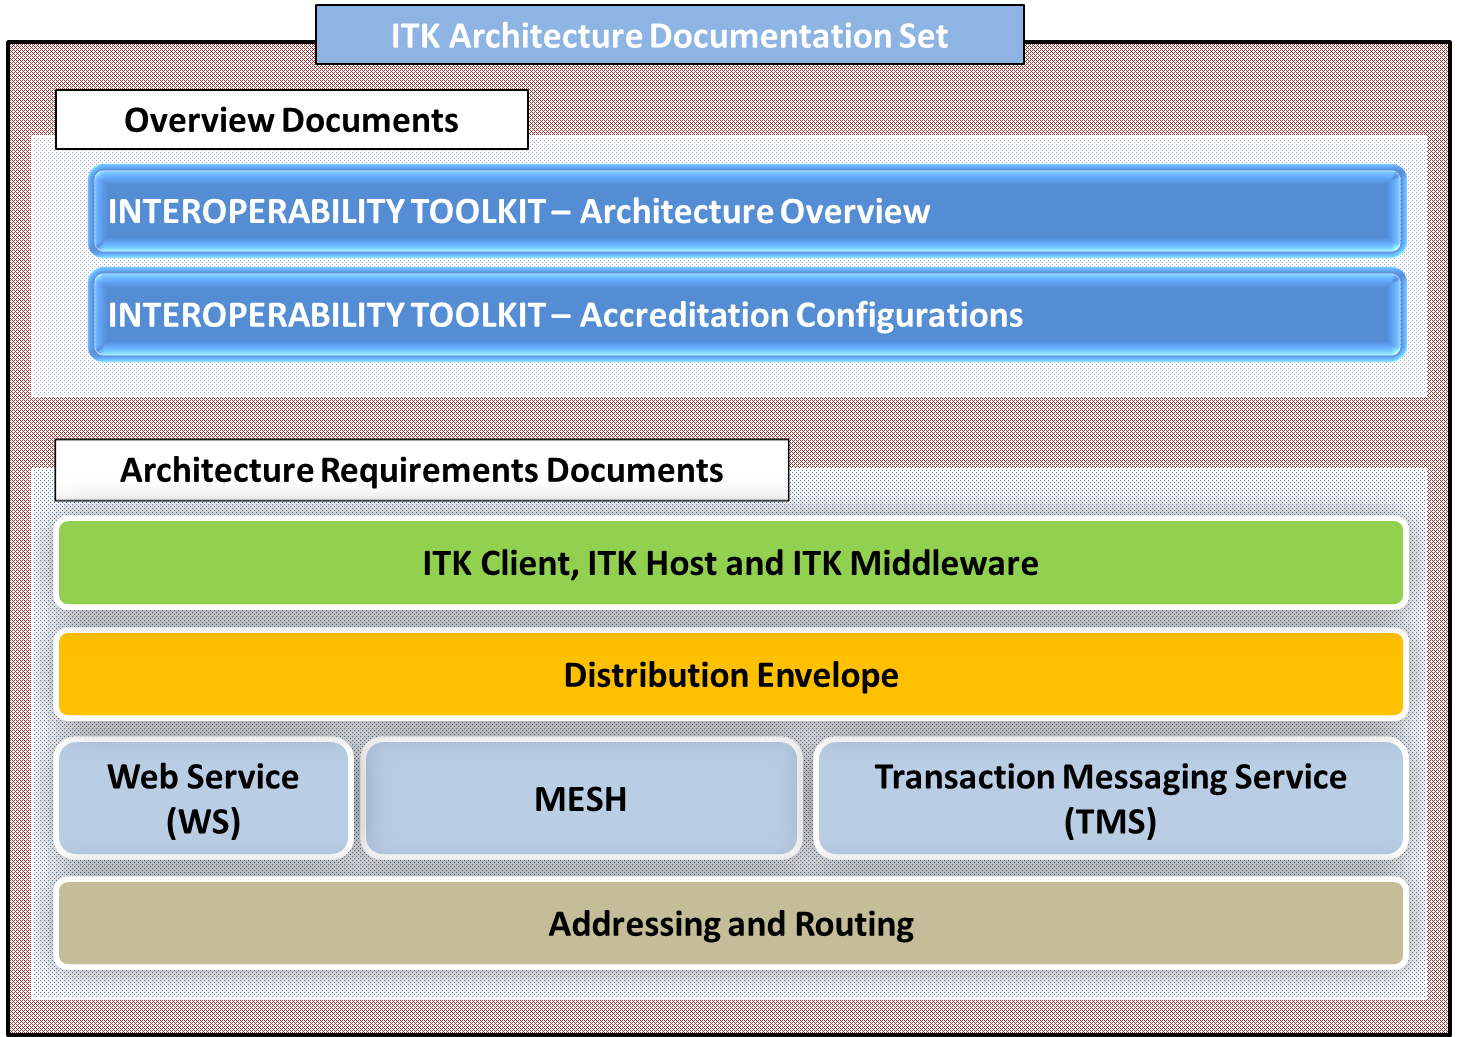 ITK Architecture Documentation Set
Overview Documents
INTEROPERABILITY TOOLKIT – Architecture Overview
INTEROPERABILITY TOOLKIT – Accreditation Configurations
Architecture Requirements Documents
ITK Client, ITK Host and ITK Middleware
Distribution Envelope
Web Service
(WS)
MESH
Transaction Messaging Service
(TMS)
Addressing and Routing